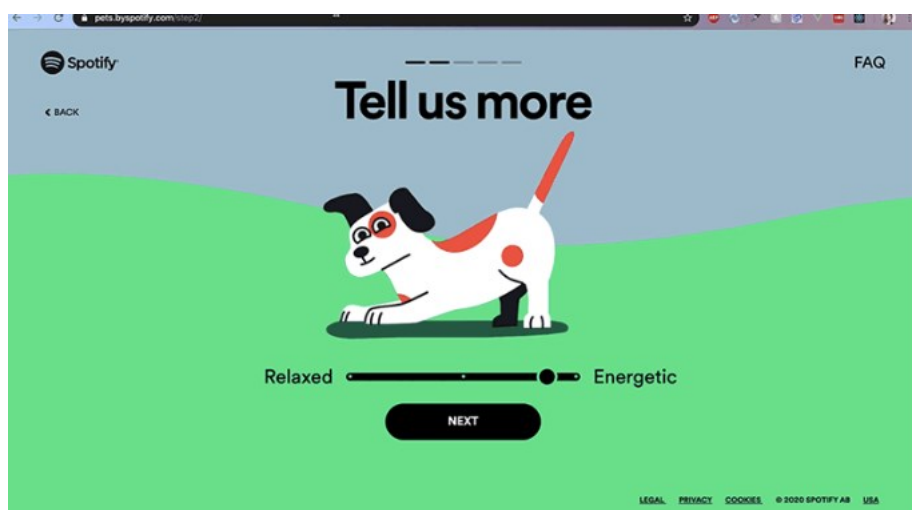 pets.byspotify.com/step2/
Spotify
FAQ
BACK
Tell us more
Relaxed
Energetic
NEXT
LEGAL PRIVACY COOKIES © 2020 SPOTIFY AB USA